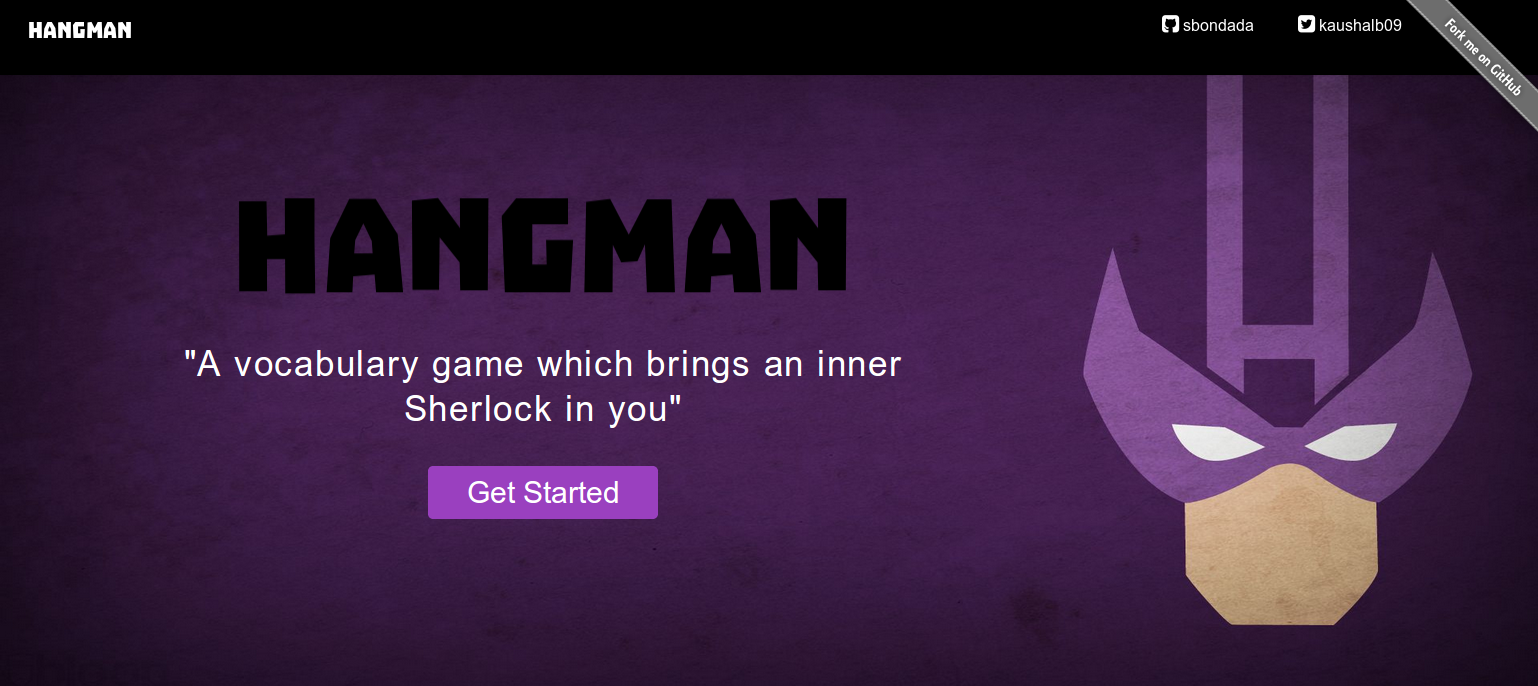 HANGMAN
sbondada
kaushalb09
Fork me on GitHub
HANGMAN
"A vocabulary game which brings an inner
Sherlock in you"
Get Started